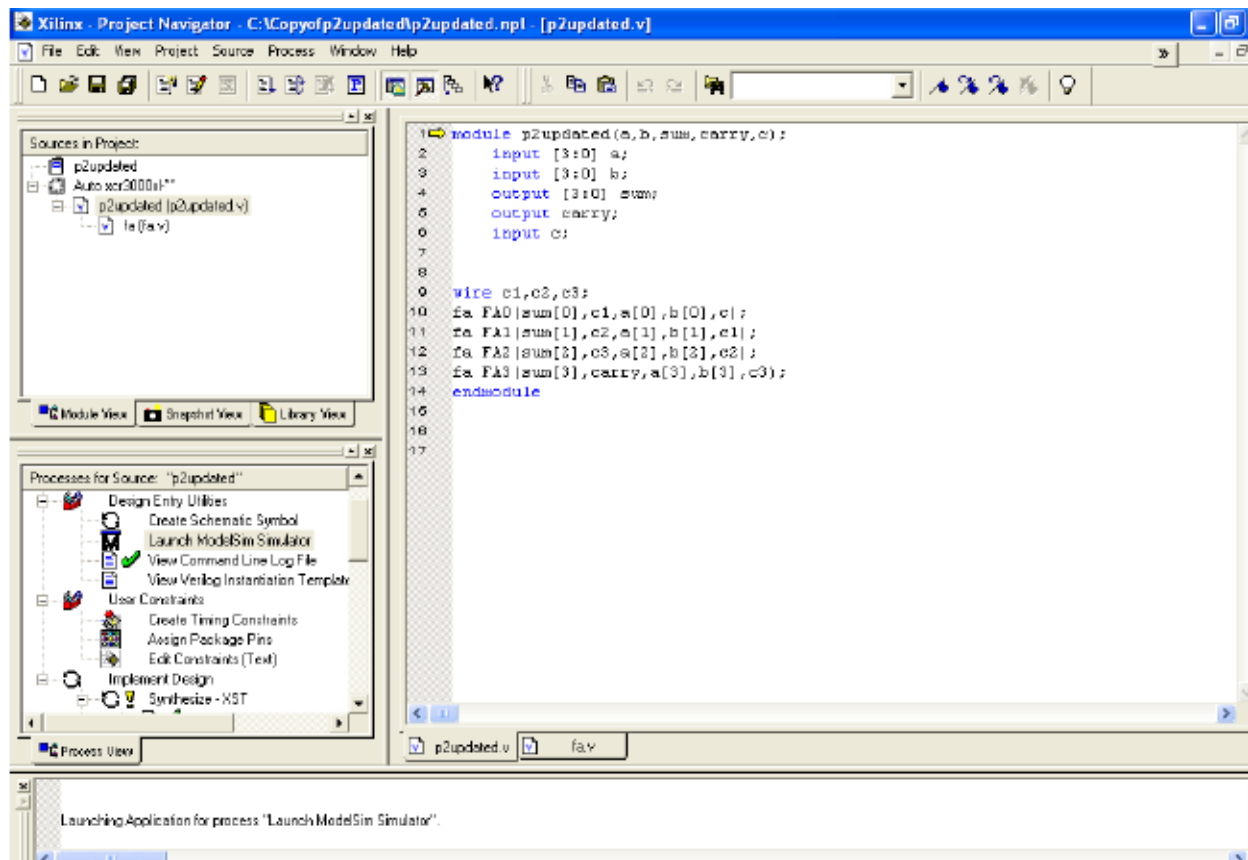 Xilinx - Project Navigator - C:\Copyofp2updated\p2updated.npl - [p2updated.v]
File Edit View Project Source Process Window Help
Sources in Project:
p2updated
p2updated (p2updated.v)
fa (fa.v)
Module View Snapshot View Library View
Processes for Source: "p2updated"
Design Entry Utilities
Create Schematic Symbol
Launch ModelSim Simulator
View Command Line Log File
View Verilog Instantiation Template
User Constraints
Create Timing Constraints
Assign Package Pins
Edit Constraints (Text)
Implement Design
Synthesize - XST
Process View
1 module p2updated(a,b,sum,carry,c);
2 input [3:0] a;
3 input [3:0] b;
4 output [3:0] sum;
5 output carry;
6 input c;
7
8
9 wire c1,c2,c3;
10 fa FA0(sum[0],c1,a[0],b[0],c);
11 fa FA1(sum[1],c2,a[1],b[1],c1);
12 fa FA2(sum[2],c3,a[2],b[2],c2);
13 fa FA3(sum[3],carry,a[3],b[3],c3);
14 endmodule
15
16
17
p2updated.v fa.v
Launching Application for process "Launch ModelSim Simulator".